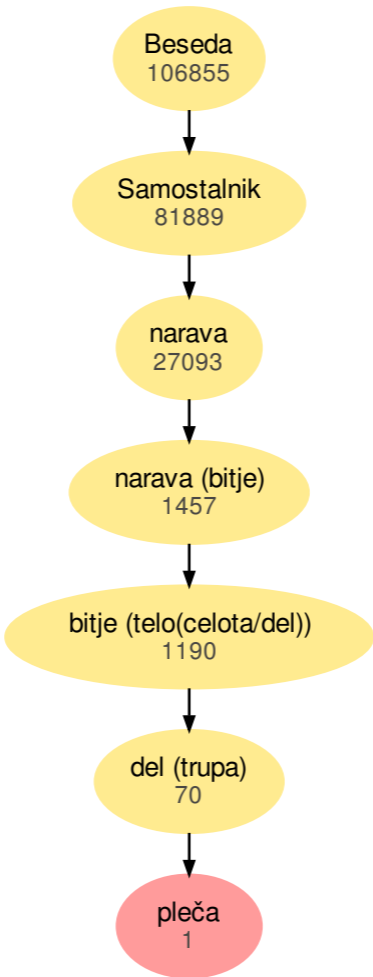 Beseda
106855
Samostalnik
81889
narava
27093
narava (bitje)
1457
bitje (telo(celota/del))
1190
del (trupa)
70
pleča
1